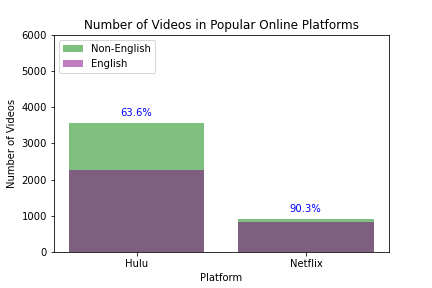 Number of Videos in Popular Online Platforms
6000
5000
4000
3000
2000
1000
0
Number of Videos
Non-English
English
63.6%
90.3%
Hulu
Netflix
Platform